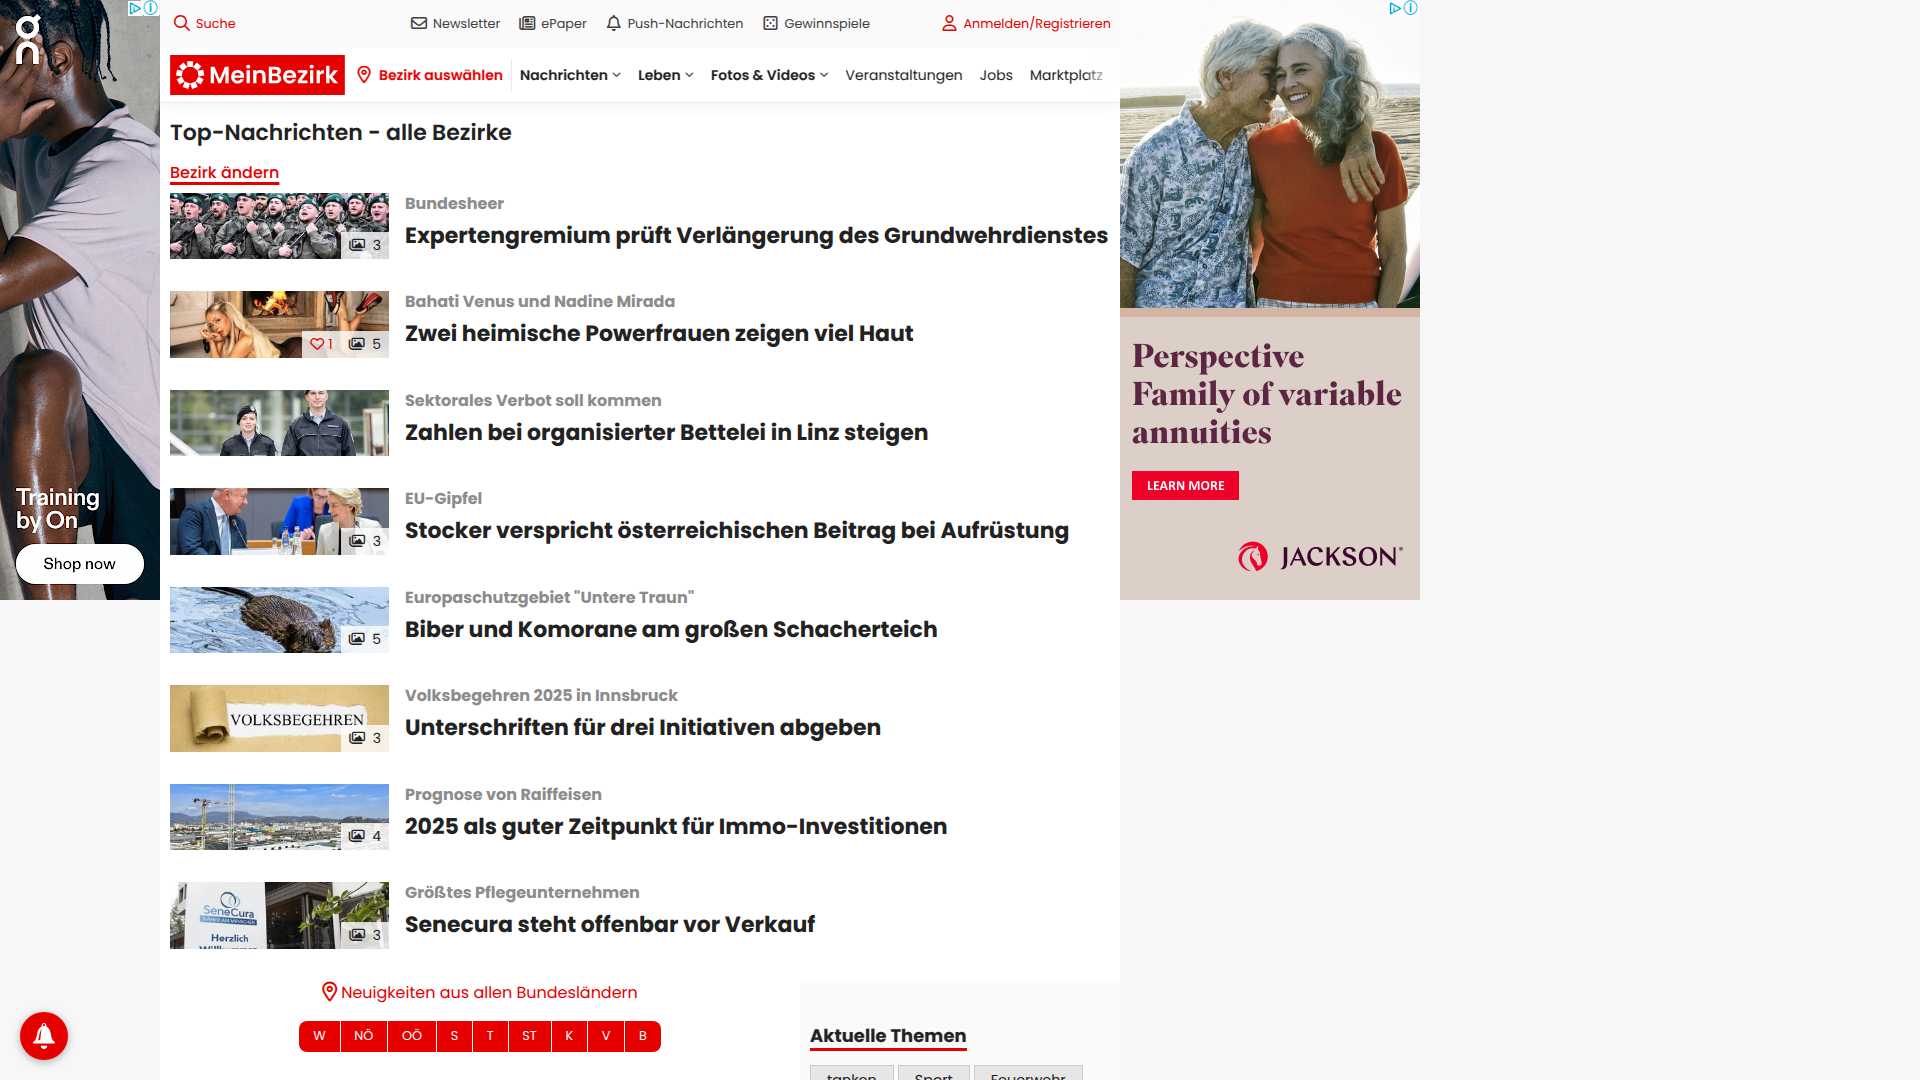 Suche
Newsletter
ePaper
Push-Nachrichten
Gewinnspiele
Anmelden/Registrieren
MeinBezirk
Bezirk auswählen
Nachrichten
Leben
Fotos & Videos
Veranstaltungen
Jobs
Marktplatz
Top-Nachrichten - alle Bezirke
Bezirk ändern
3
Bundesheer
Expertengremium prüft Verlängerung des Grundwehrdienstes
1 5
Bahati Venus und Nadine Mirada
Zwei heimische Powerfrauen zeigen viel Haut
Sektorales Verbot soll kommen
Zahlen bei organisierter Bettelei in Linz steigen
3
EU-Gipfel
Stocker verspricht österreichischen Beitrag bei Aufrüstung
5
Europaschutzgebiet "Untere Traun"
Biber und Komorane am großen Schacherteich
VOLKSBEGEHREN
3
Volksbegehren 2025 in Innsbruck
Unterschriften für drei Initiativen abgeben
4
Prognose von Raiffeisen
2025 als guter Zeitpunkt für Immo-Investitionen
SeneCura
Herzlich
3
Größtes Pflegeunternehmen
Senecura steht offenbar vor Verkauf
Neuigkeiten aus allen Bundesländern
W NÖ OÖ S T ST K V B
Aktuelle Themen
tanken Sport Feuerwehr
Training
by On
Shop now
Perspective
Family of variable
annuities
LEARN MORE
JACKSON®